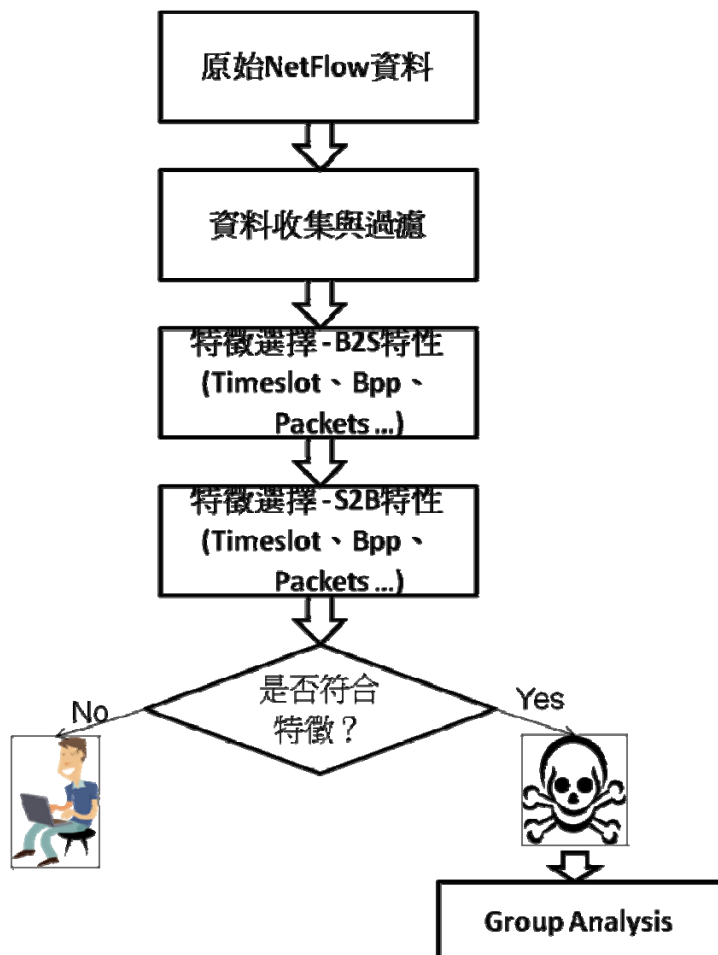 原始NetFlow資料
資料收集與過濾
特徵選擇-B2S特性
(Timeslot、Bpp、
Packets...)
特徵選擇-S2B特性
(Timeslot、Bpp、
Packets...)
是否符合
特徵？
No
Yes
Group Analysis